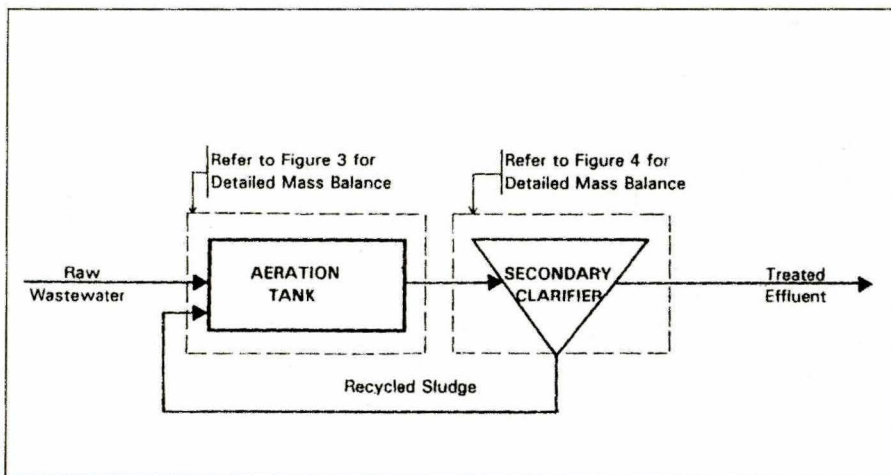 Refer to Figure 3 for
Detailed Mass Balance
Refer to Figure 4 for
Detailed Mass Balance
Raw
Wastewater
AERATION
TANK
SECONDARY
CLARIFIER
Treated
Effluent
Recycled Sludge